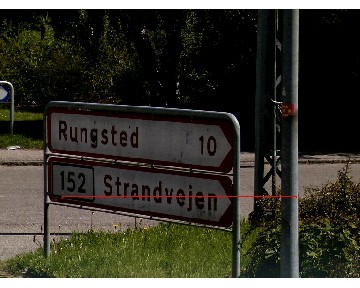 Rungsted 10
152 Strandvejen